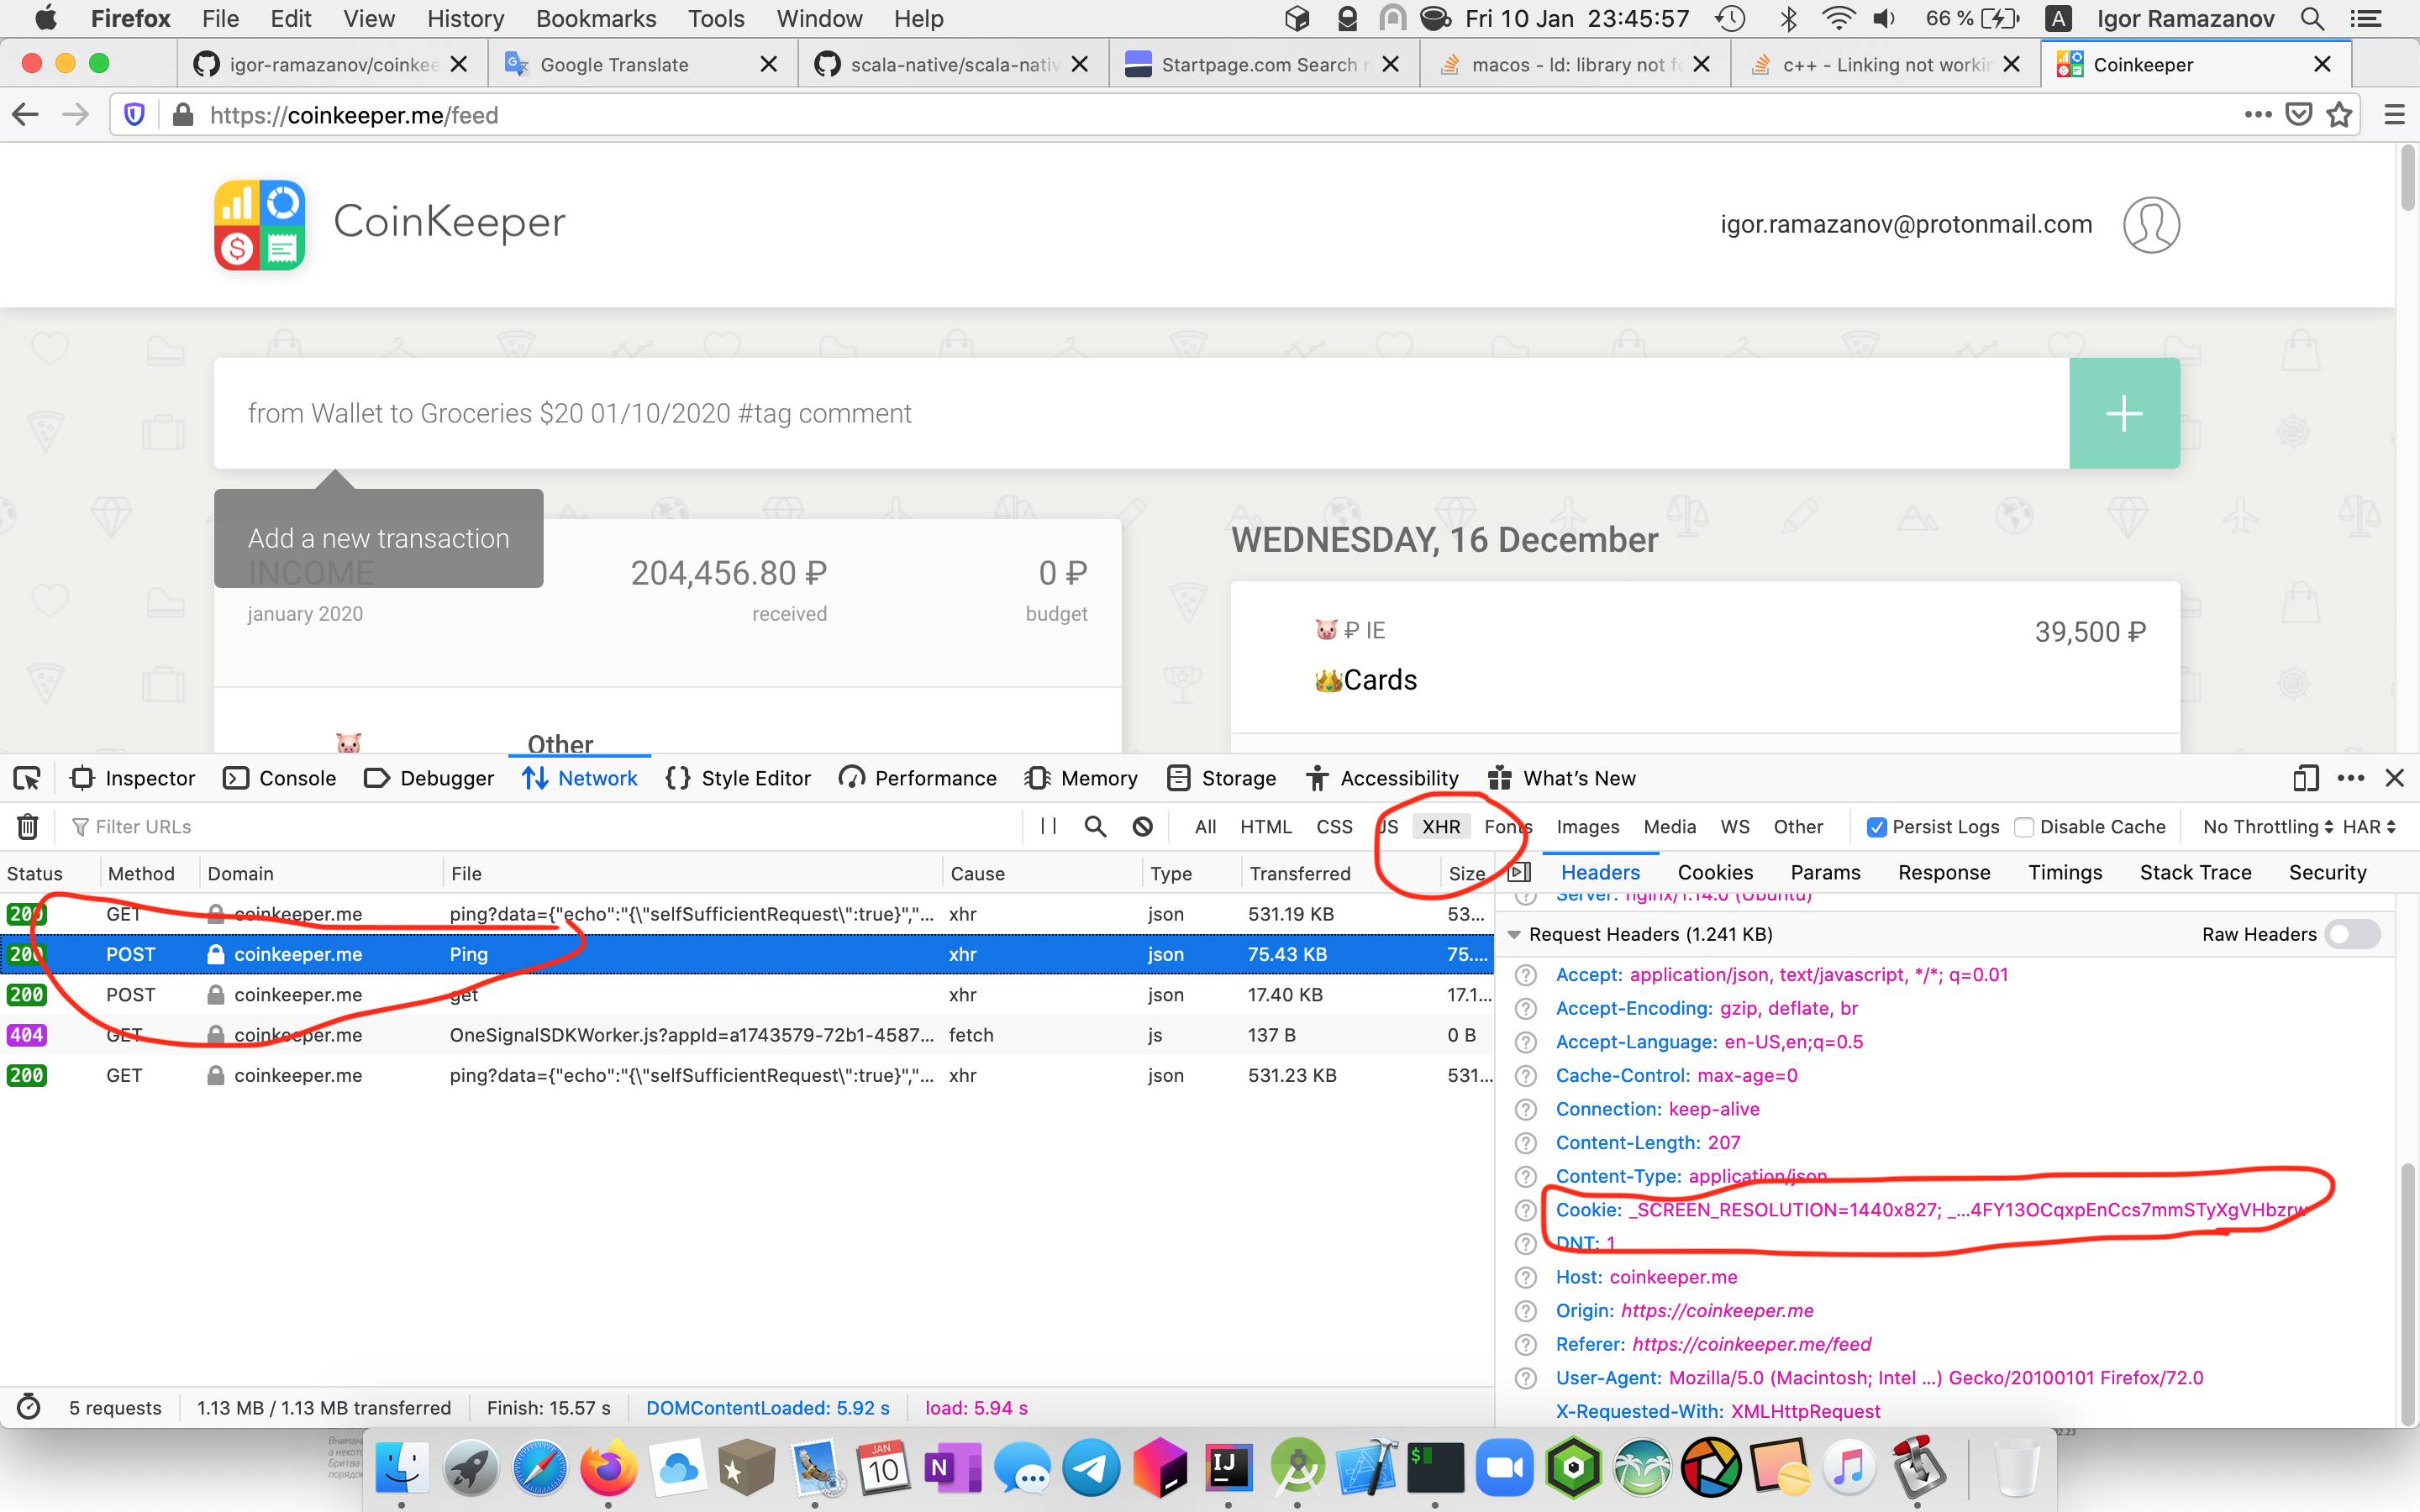 Firefox File Edit View History Bookmarks Tools Window Help Fri 10 Jan 23:45:57 66 % A Igor Ramazanov
igor-ramazanov/coinkee Google Translate scala-native/scala-nativ Startpage.com Search r macos - ld: library not fo c++ - Linking not workin Coinkeeper
https://coinkeeper.me/feed
CoinKeeper
igor.ramazanov@protonmail.com
from Wallet to Groceries $20 01/10/2020 #tag comment
Add a new transaction
INCOME 204,456.80 ₽ 0 ₽
january 2020 received budget
Other
WEDNESDAY, 16 December
🐷 ₽ IE 39,500 ₽
👑Cards
Inspector Console Debugger Network Style Editor Performance Memory Storage Accessibility What's New
Filter URLs All HTML CSS JS XHR Fonts Images Media WS Other Persist Logs Disable Cache No Throttling HAR
Status Method Domain File Cause Type Transferred Size
200 GET coinkeeper.me ping?data={"echo":"{\"selfSufficientRequest\":true}","... xhr json 531.19 KB 53...
200 POST coinkeeper.me Ping xhr json 75.43 KB 75....
200 POST coinkeeper.me get xhr json 17.40 KB 17.1...
404 GET coinkeeper.me OneSignalSDKWorker.js?appId=a1743579-72b1-4587... fetch js 137 B 0 B
200 GET coinkeeper.me ping?data={"echo":"{\"selfSufficientRequest\":true}","... xhr json 531.23 KB 531...
Headers Cookies Params Response Timings Stack Trace Security
Server: nginx/1.14.0 (Ubuntu)
Request Headers (1.241 KB) Raw Headers
Accept: application/json, text/javascript, */*; q=0.01
Accept-Encoding: gzip, deflate, br
Accept-Language: en-US,en;q=0.5
Cache-Control: max-age=0
Connection: keep-alive
Content-Length: 207
Content-Type: application/json
Cookie: _SCREEN_RESOLUTION=1440x827; _...4FY13OCqxpEnCcs7mmSTyXgVHbzrw
DNT: 1
Host: coinkeeper.me
Origin: https://coinkeeper.me
Referer: https://coinkeeper.me/feed
User-Agent: Mozilla/5.0 (Macintosh; Intel ...) Gecko/20100101 Firefox/72.0
X-Requested-With: XMLHttpRequest
5 requests 1.13 MB / 1.13 MB transferred Finish: 15.57 s DOMContentLoaded: 5.92 s load: 5.94 s
JAN
10
N
IJ
$